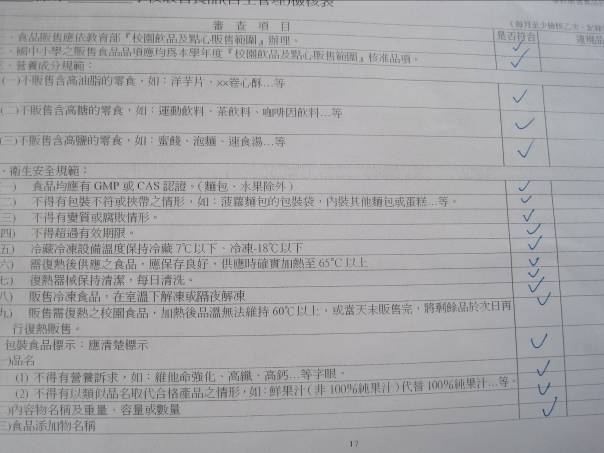 校販售食品(自主管理)檢核表
審 查 項 目
是否符合
一、食品販售應依教育部『校園飲品及點心販售範圍』辦理。
國中小學之販售食品品項應均為本學年度『校園飲品及點心販售範圍』核准品項。
營養成分規範：
(一)不販售含高油脂的零食，如：洋芋片、xx卷心酥…等
(二)不販售含高糖的零食，如：運動飲料、茶飲料、咖啡因飲料…等
(三)不販售含高鹽的零食，如：蜜餞、泡麵、速食湯…等
、衛生安全規範：
一) 食品均應有 GMP 或 CAS 認證。(麵包、水果除外)
二) 不得有包裝不符或挾帶之情形，如：菠蘿麵包的包裝袋，內裝其他麵包或蛋糕…等。
三) 不得有變質或腐敗情形。
四) 不得超過有效期限。
五) 冷藏冷凍設備溫度保持冷藏 7℃以下、冷凍-18℃以下
六) 需復熱後供應之食品，應保存良好，供應時確實加熱至 65℃以上
七) 復熱器械保持清潔，每日清洗。
八) 販售冷凍食品，在室溫下解凍或隔夜解凍
九) 販售需復熱之校園食品，加熱後品溫無法維持 60℃以上，或當天未販售完，將剩餘品於次日再
行復熱販售。
包裝食品標示：應清楚標示
)品名
(1) 不得有營養訴求，如：維他命強化、高纖、高鈣…等字眼。
(2) 不得有以類似品名取代合格產品之情形，如：鮮果汁（非 100%純果汁）代替 100%純果汁…等。
)內容物名稱及重量、容量或數量
三)食品添加物名稱
17